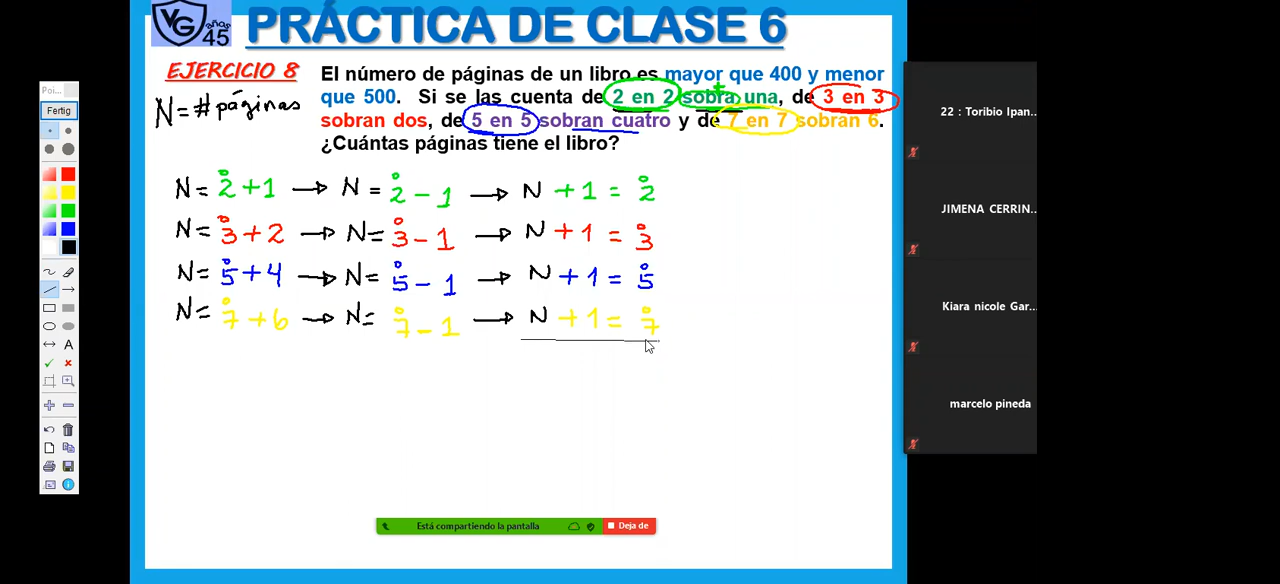 VG años 45
PRÁCTICA DE CLASE 6
EJERCICIO 8
El número de páginas de un libro es mayor que 400 y menor
que 500. Si se las cuenta de 2 en 2 sobra una, de 3 en 3
sobran dos, de 5 en 5 sobran cuatro y de 7 en 7 sobran 6.
¿Cuántas páginas tiene el libro?
N = # páginas
+
N = 2̊ + 1 → N = 2̊ - 1 → N + 1 = 2̊
N = 3̊ + 2 → N = 3̊ - 1 → N + 1 = 3̊
N = 5̊ + 4 → N = 5̊ - 1 → N + 1 = 5̊
N = 7̊ + 6 → N = 7̊ - 1 → N + 1 = 7̊
Poi...
Fertig
A
Está compartiendo la pantalla
Deja de
22 : Toribio Ipan...
JIMENA CERRIN...
Kiara nicole Gar...
marcelo pineda